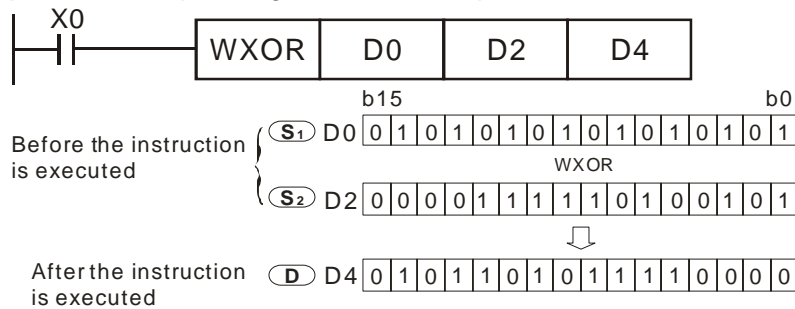 X0
WXOR D0 D2 D4
b15 b0
Before the instruction
is executed
S1 D0 0 1 0 1 0 1 0 1 0 1 0 1 0 1 0 1
WXOR
S2 D2 0 0 0 0 1 1 1 1 1 0 1 0 0 1 0 1
After the instruction
is executed
D D4 0 1 0 1 1 0 1 0 1 1 1 1 0 0 0 0